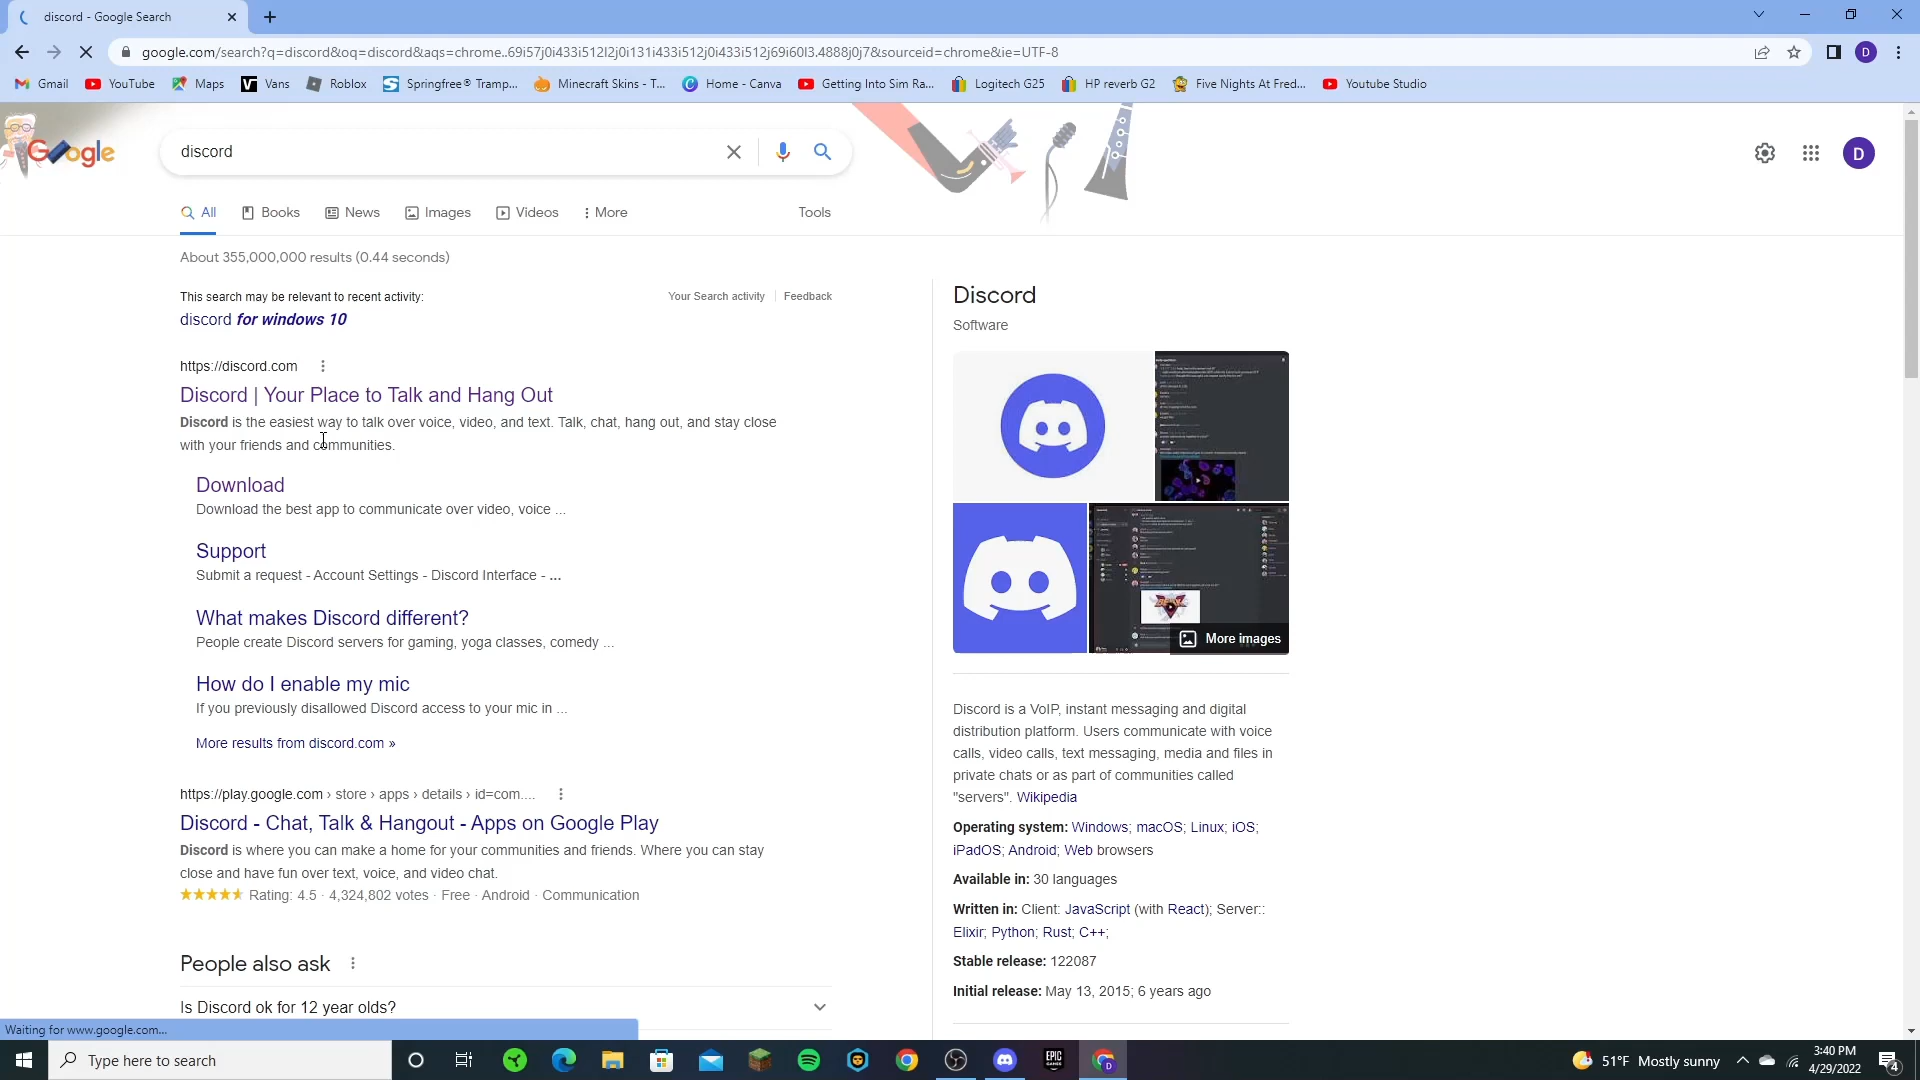 discord - Google Search
google.com/search?q=discord&oq=discord&aqs=chrome..69i57j0i433i512l2j0i131i433i512j0i433i512j69i60l3.4888j0j7&sourceid=chrome&ie=UTF-8
D
Gmail YouTube Maps Vans Roblox Springfree® Tramp... Minecraft Skins - T... Home - Canva Getting Into Sim Ra... Logitech G25 HP reverb G2 Five Nights At Fred... Youtube Studio
Google
discord
D
All Books News Images Videos More Tools
About 355,000,000 results (0.44 seconds)
This search may be relevant to recent activity: Your Search activity Feedback
discord for windows 10
https://discord.com
Discord | Your Place to Talk and Hang Out
Discord is the easiest way to talk over voice, video, and text. Talk, chat, hang out, and stay close
with your friends and communities.
Download
Download the best app to communicate over video, voice ...
Support
Submit a request - Account Settings - Discord Interface - ...
What makes Discord different?
People create Discord servers for gaming, yoga classes, comedy ...
How do I enable my mic
If you previously disallowed Discord access to your mic in ...
More results from discord.com »
https://play.google.com › store › apps › details › id=com....
Discord - Chat, Talk & Hangout - Apps on Google Play
Discord is where you can make a home for your communities and friends. Where you can stay
close and have fun over text, voice, and video chat.
Rating: 4.5 · 4,324,802 votes · Free · Android · Communication
People also ask
Is Discord ok for 12 year olds?
Discord
Software
More images
Discord is a VoIP, instant messaging and digital
distribution platform. Users communicate with voice
calls, video calls, text messaging, media and files in
private chats or as part of communities called
"servers". Wikipedia
Operating system: Windows; macOS; Linux; iOS;
iPadOS; Android; Web browsers
Available in: 30 languages
Written in: Client: JavaScript (with React); Server::
Elixir; Python; Rust; C++;
Stable release: 122087
Initial release: May 13, 2015; 6 years ago
Waiting for www.google.com...
Type here to search
EPIC
GAMES
D
51°F Mostly sunny
3:40 PM
4/29/2022
4